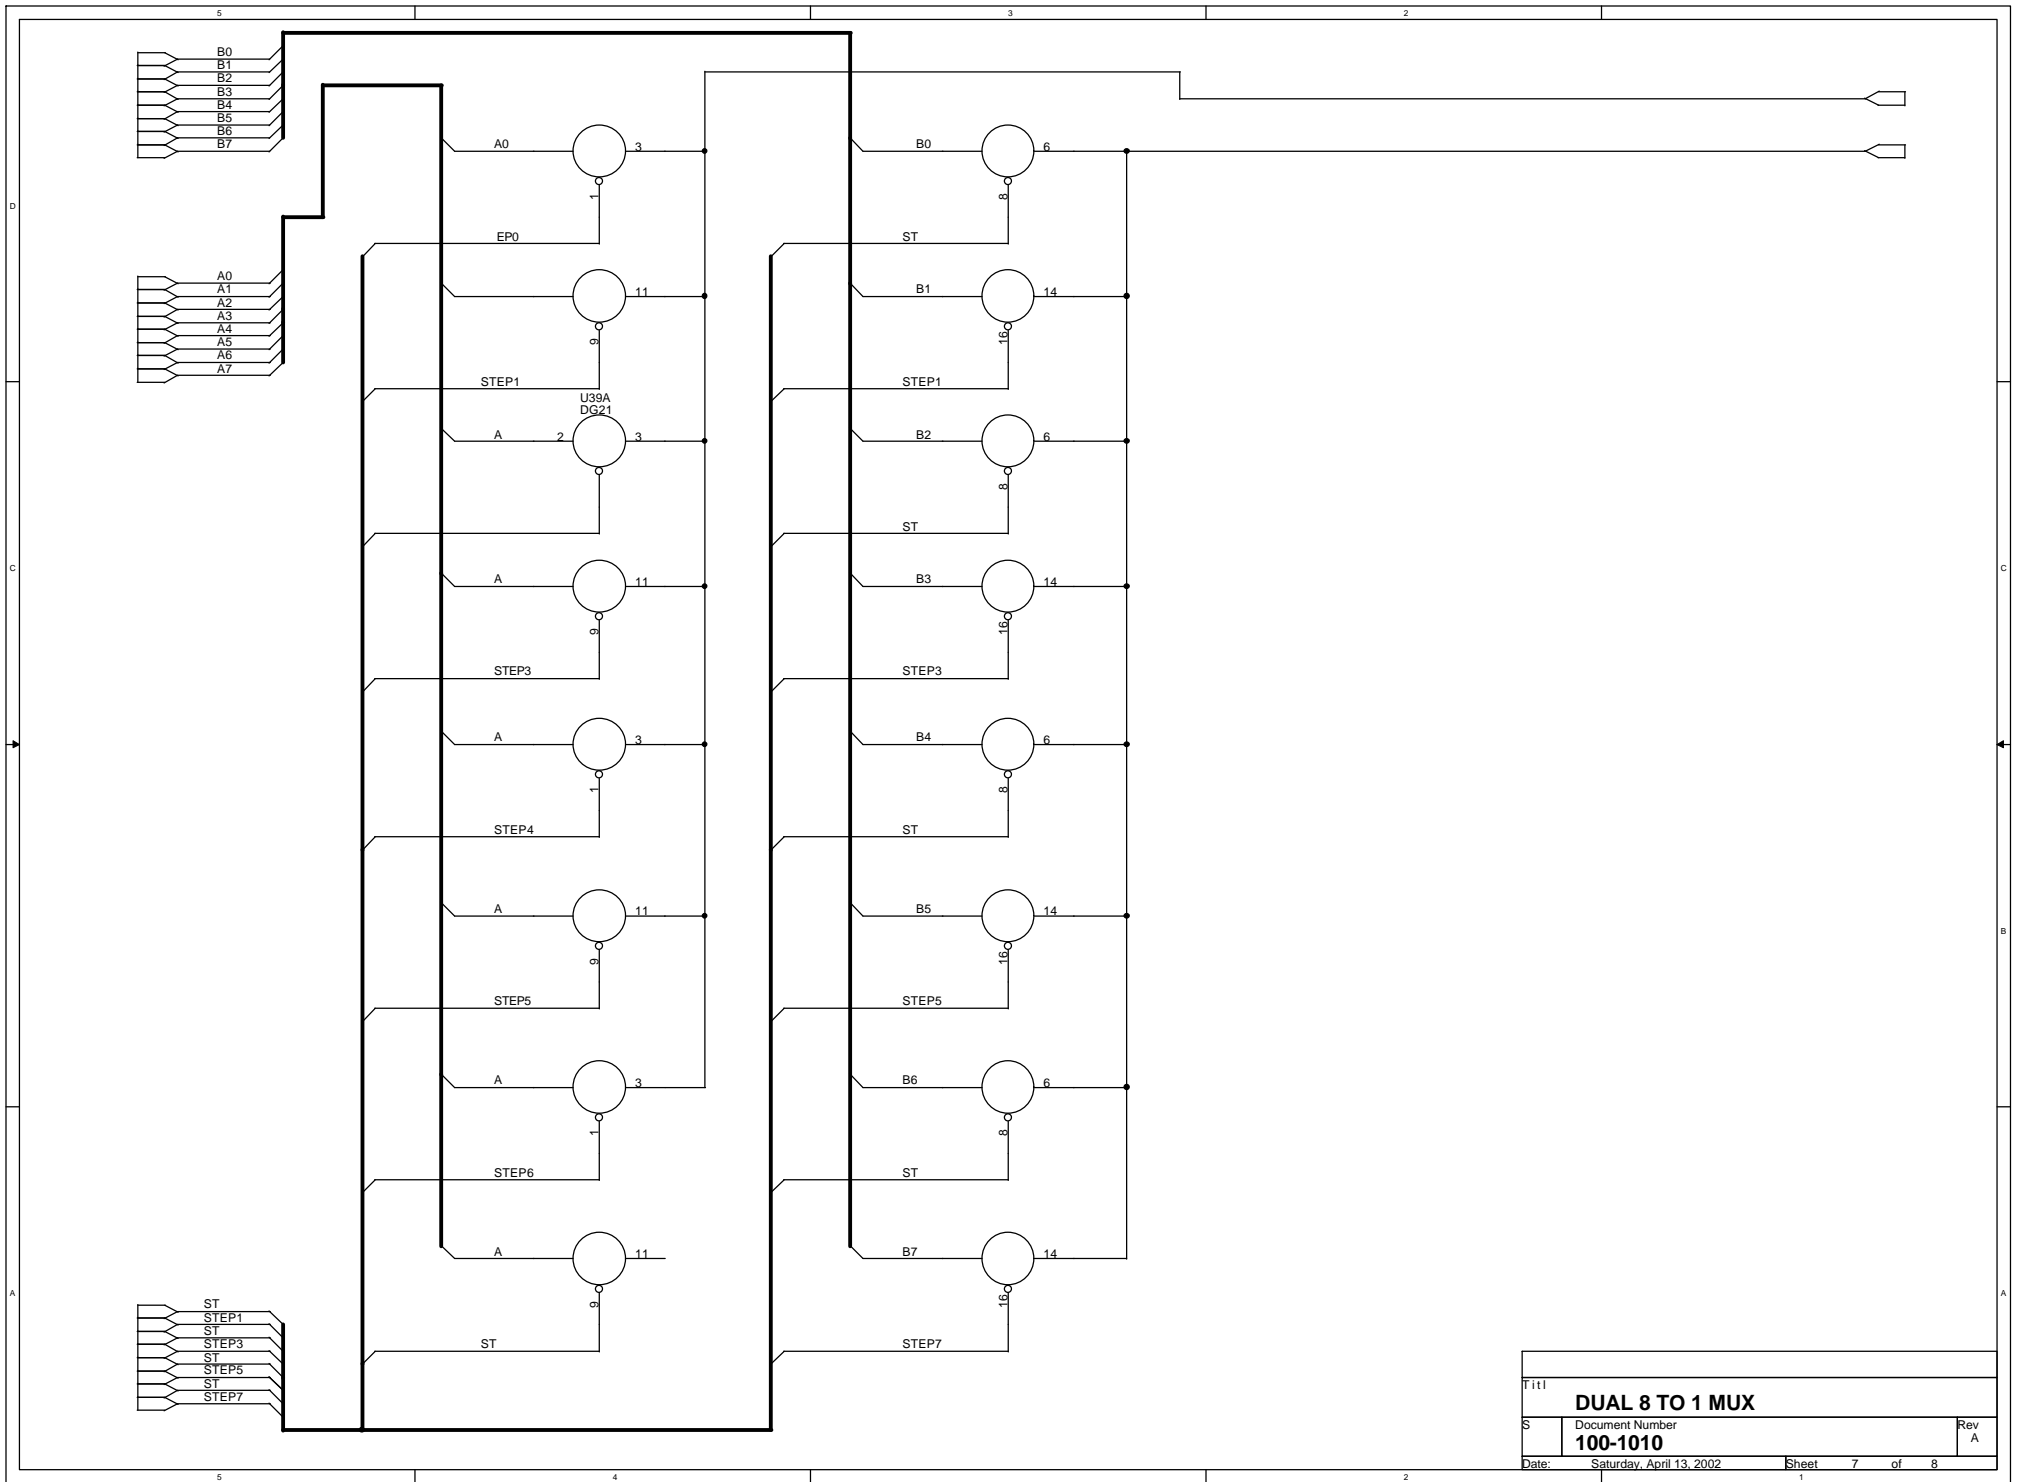 5 3 2
B0
B1
B2
B3
B4
B5
B6
B7
A0 3 B0 6
1 8
D
EP0 ST
A0
A1
A2
A3
A4
A5
A6
A7
11 B1 14
9 16
STEP1 STEP1
U39A
DG21
A 2 3 B2 6
8
ST
C A 11 B3 14 C
9 16
STEP3 STEP3
A 3 B4 6
1 8
STEP4 ST
A 11 B5 14 B
9 16
STEP5 STEP5
A 3 B6 6
1 8
STEP6 ST
A 11 B7 14
A 9 16 A
ST STEP7
ST
STEP1
ST
STEP3
ST
STEP5
ST
STEP7
Titl
DUAL 8 TO 1 MUX
S Document Number Rev
100-1010 A
Date: Saturday, April 13, 2002 Sheet 7 of 8
5 4 2 1